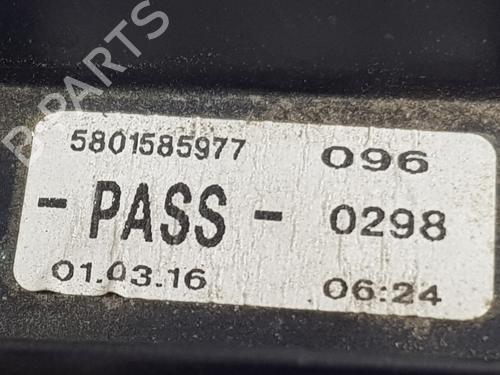 5801585977 096
- PASS - 0298
01.03.16 06:24
B-PARTS